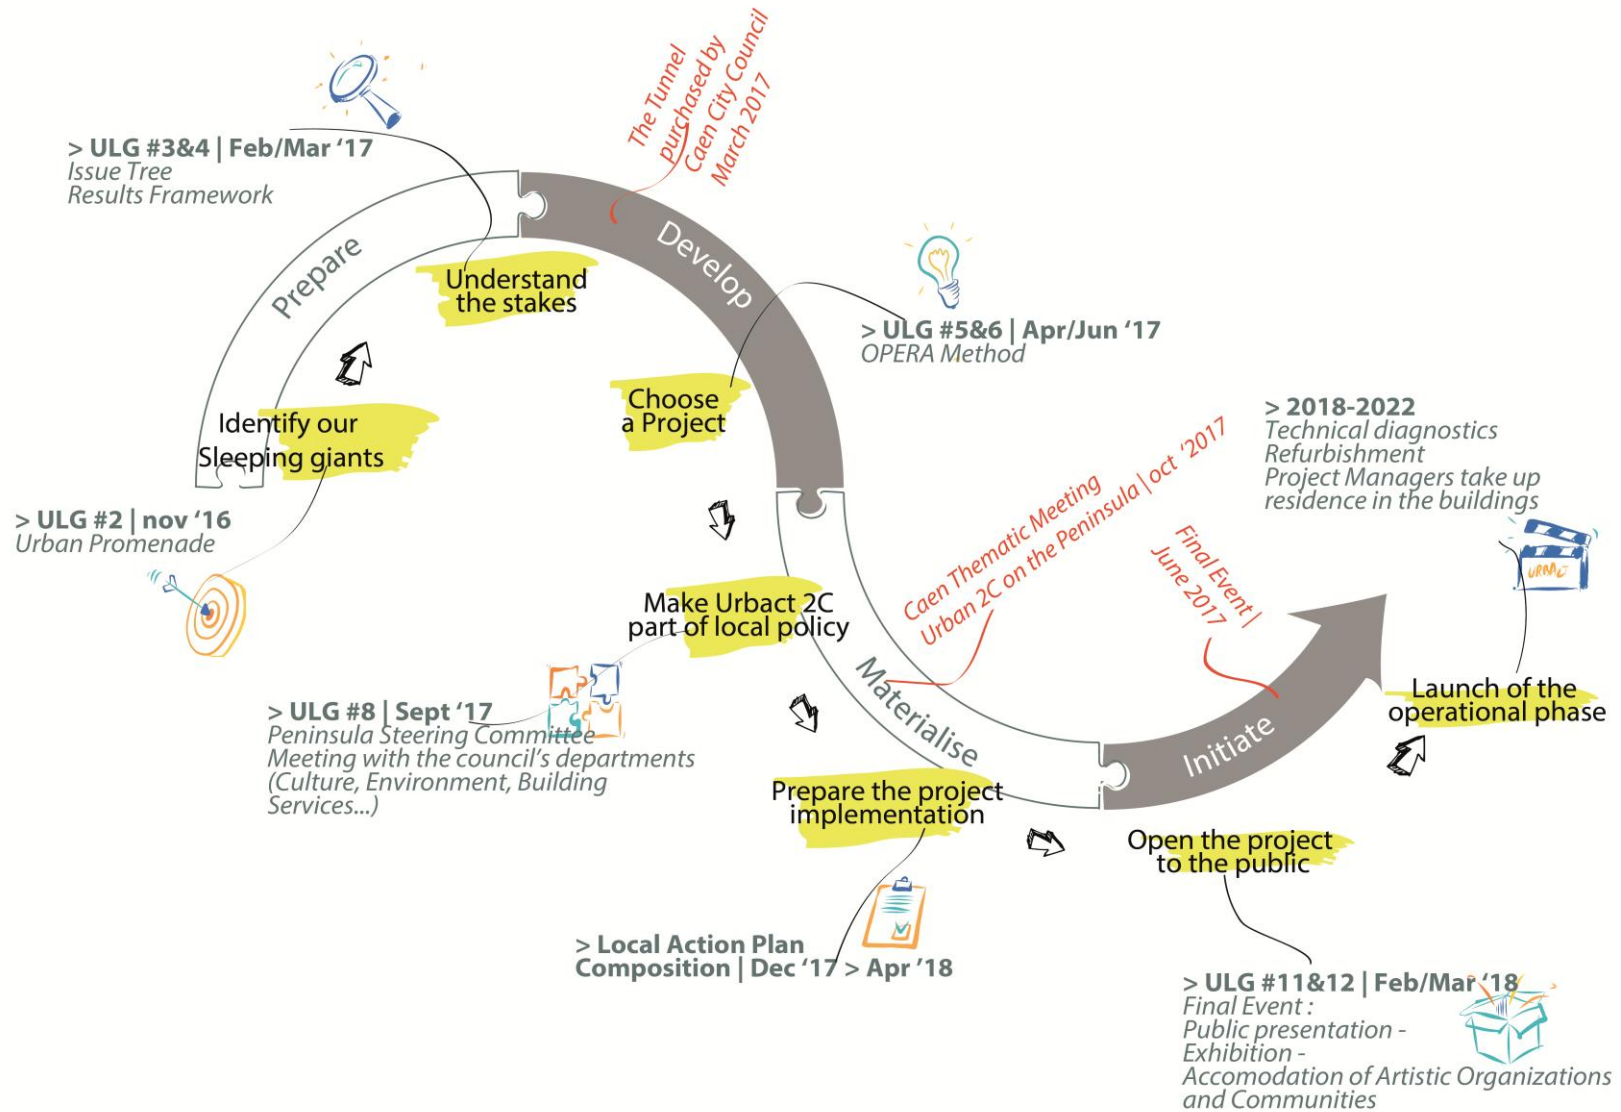 The Tunnel
purchased by
Caen City Council
March 2017
> ULG #3&4 | Feb/Mar ‘17
Issue Tree
Results Framework
Prepare
Develop
Understand
the stakes
> ULG #5&6 | Apr/Jun ‘17
OPERA Method
Choose
a Project
Identify our
Sleeping giants
> ULG #2 | nov ‘16
Urban Promenade
> 2018-2022
Technical diagnostics
Refurbishment
Project Managers take up
residence in the buildings
URBACT
Caen Thematic Meeting
Urban 2C on the Peninsula | oct ‘2017
Final Event |
June 2017
Make Urbact 2C
part of local policy
Materialise
> ULG #8 | Sept ‘17
Peninsula Steering Committee
Meeting with the council’s departments
(Culture, Environment, Building
Services...)
Launch of the
operational phase
Initiate
Prepare the project
implementation
Open the project
to the public
> Local Action Plan
Composition | Dec ‘17 > Apr ’18
> ULG #11&12 | Feb/Mar ‘18
Final Event :
Public presentation -
Exhibition -
Accomodation of Artistic Organizations
and Communities